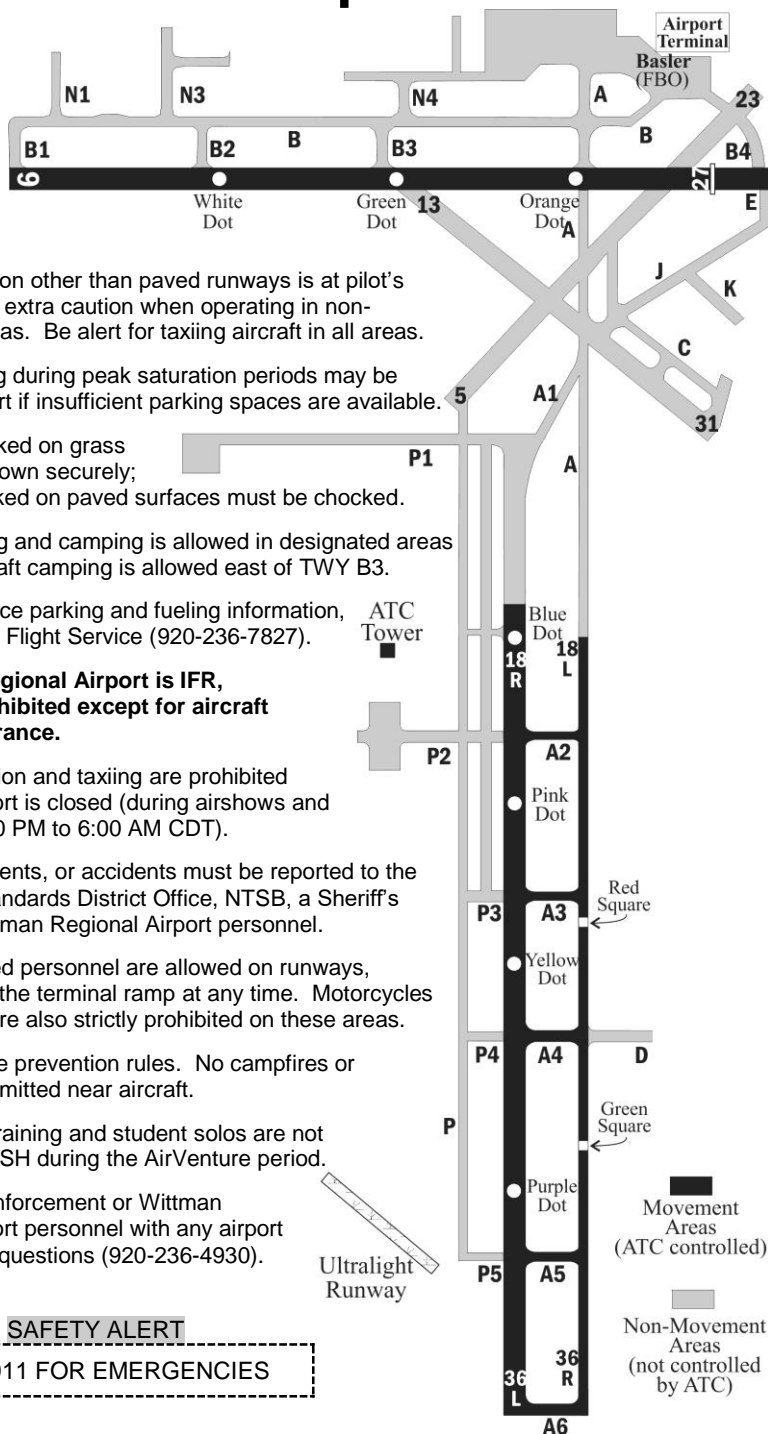 Airport
Terminal
Basler
(FBO)
N1
N3
N4
A
23
B1
B2
B
B3
B
B4
9
27
White
Dot
Green
Dot
13
Orange
Dot
A
E
J
K
C
31
on other than paved runways is at pilot's
extra caution when operating in non-
as. Be alert for taxiing aircraft in all areas.
g during peak saturation periods may be
rt if insufficient parking spaces are available.
5
A1
ked on grass
own securely;
ked on paved surfaces must be chocked.
P1
A
g and camping is allowed in designated areas
aft camping is allowed east of TWY B3.
ce parking and fueling information,
Flight Service (920-236-7827).
ATC
Tower
Blue
Dot
18
R
18
L
gional Airport is IFR,
hibited except for aircraft
rance.
P2
A2
ion and taxiing are prohibited
ort is closed (during airshows and
0 PM to 6:00 AM CDT).
Pink
Dot
ents, or accidents must be reported to the
andards District Office, NTSB, a Sheriff's
man Regional Airport personnel.
Red
Square
P3
A3
ed personnel are allowed on runways,
the terminal ramp at any time. Motorcycles
re also strictly prohibited on these areas.
Yellow
Dot
e prevention rules. No campfires or
mitted near aircraft.
P4
A4
D
raining and student solos are not
SH during the AirVenture period.
P
Green
Square
nforcement or Wittman
ort personnel with any airport
questions (920-236-4930).
Purple
Dot
Movement
Areas
(ATC controlled)
Ultralight
Runway
P5
A5
Non-Movement
Areas
(not controlled
by ATC)
SAFETY ALERT
911 FOR EMERGENCIES
36
L
36
R
A6